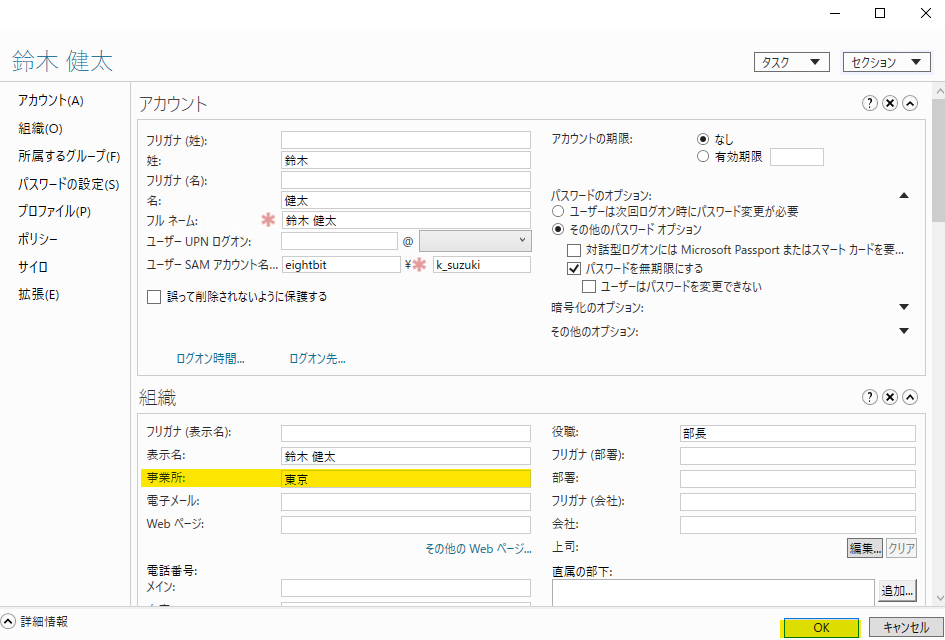 鈴木 健太
タスク
セクション
アカウント(A)
組織(O)
所属するグループ(F)
パスワードの設定(S)
プロファイル(P)
ポリシー
サイロ
拡張(E)
アカウント
フリガナ (姓):
姓: 鈴木
フリガナ (名):
名: 健太
フル ネーム: * 鈴木 健太
ユーザー UPN ログオン: @
ユーザー SAM アカウント名... eightbit ¥ * k_suzuki
誤って削除されないように保護する
ログオン時間... ログオン先...
アカウントの期限: なし
有効期限
パスワードのオプション:
ユーザーは次回ログオン時にパスワード変更が必要
その他のパスワード オプション
対話型ログオンには Microsoft Passport またはスマート カードを要...
パスワードを無期限にする
ユーザーはパスワードを変更できない
暗号化のオプション:
その他のオプション:
組織
フリガナ (表示名):
表示名: 鈴木 健太
事業所: 東京
電子メール:
Web ページ:
その他の Web ページ...
電話番号:
メイン:
役職: 部長
フリガナ (部署):
部署:
フリガナ (会社):
会社:
上司: 編集... クリア
直属の部下:
追加...
詳細情報
OK キャンセル